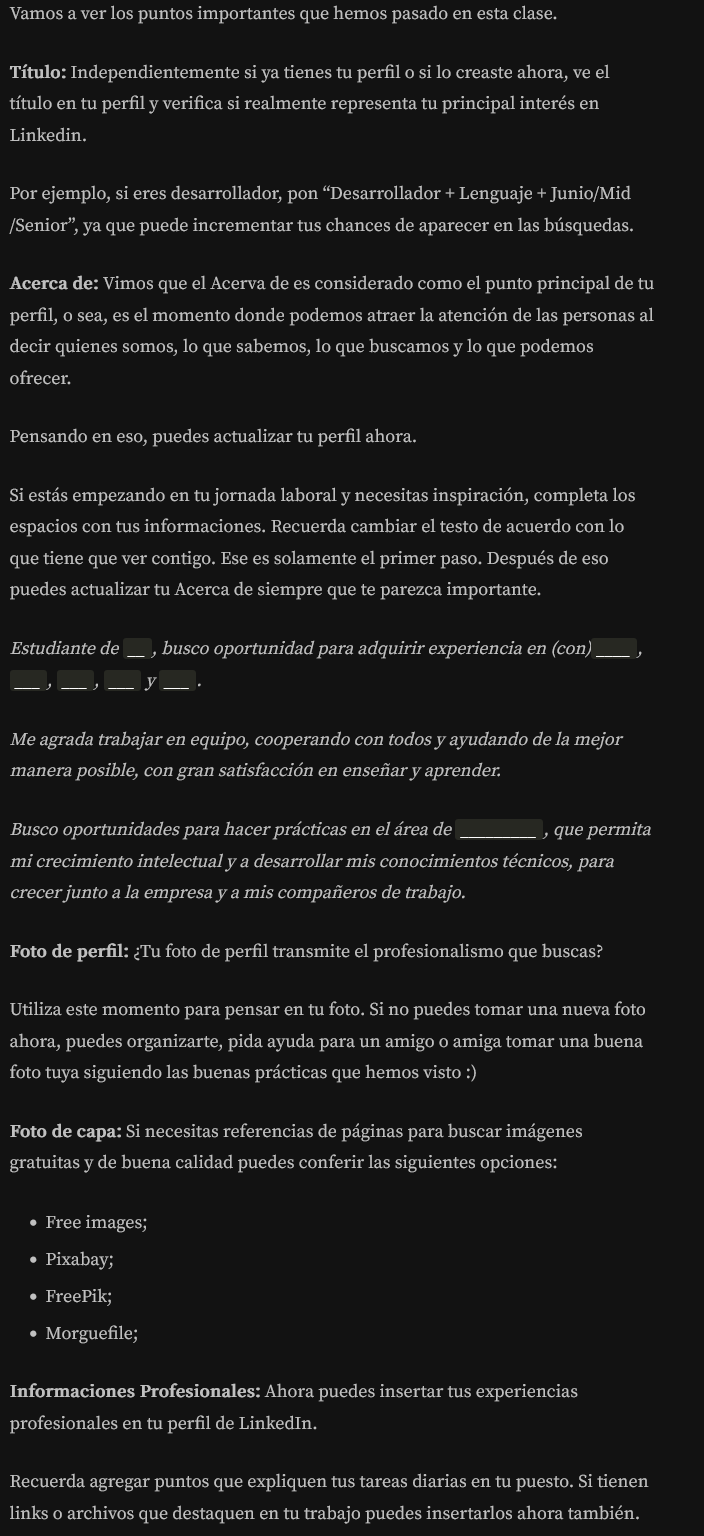 Vamos a ver los puntos importantes que hemos pasado en esta clase.
Título: Independientemente si ya tienes tu perfil o si lo creaste ahora, ve el
título en tu perfil y verifica si realmente representa tu principal interés en
Linkedin.
Por ejemplo, si eres desarrollador, pon “Desarrollador + Lenguaje + Junio/Mid
/Senior”, ya que puede incrementar tus chances de aparecer en las búsquedas.
Acerca de: Vimos que el Acerva de es considerado como el punto principal de tu
perfil, o sea, es el momento donde podemos atraer la atención de las personas al
decir quienes somos, lo que sabemos, lo que buscamos y lo que podemos
ofrecer.
Pensando en eso, puedes actualizar tu perfil ahora.
Si estás empezando en tu jornada laboral y necesitas inspiración, completa los
espacios con tus informaciones. Recuerda cambiar el testo de acuerdo con lo
que tiene que ver contigo. Ese es solamente el primer paso. Después de eso
puedes actualizar tu Acerca de siempre que te parezca importante.
Estudiante de __ , busco oportunidad para adquirir experiencia en (con) ____ ,
___ , ___ , ___ y ___ .
Me agrada trabajar en equipo, cooperando con todos y ayudando de la mejor
manera posible, con gran satisfacción en enseñar y aprender.
Busco oportunidades para hacer prácticas en el área de _________ , que permita
mi crecimiento intelectual y a desarrollar mis conocimientos técnicos, para
crecer junto a la empresa y a mis compañeros de trabajo.
Foto de perfil: ¿Tu foto de perfil transmite el profesionalismo que buscas?
Utiliza este momento para pensar en tu foto. Si no puedes tomar una nueva foto
ahora, puedes organizarte, pida ayuda para un amigo o amiga tomar una buena
foto tuya siguiendo las buenas prácticas que hemos visto :)
Foto de capa: Si necesitas referencias de páginas para buscar imágenes
gratuitas y de buena calidad puedes conferir las siguientes opciones:
• Free images;
• Pixabay;
• FreePik;
• Morguefile;
Informaciones Profesionales: Ahora puedes insertar tus experiencias
profesionales en tu perfil de LinkedIn.
Recuerda agregar puntos que expliquen tus tareas diarias en tu puesto. Si tienen
links o archivos que destaquen en tu trabajo puedes insertarlos ahora también.